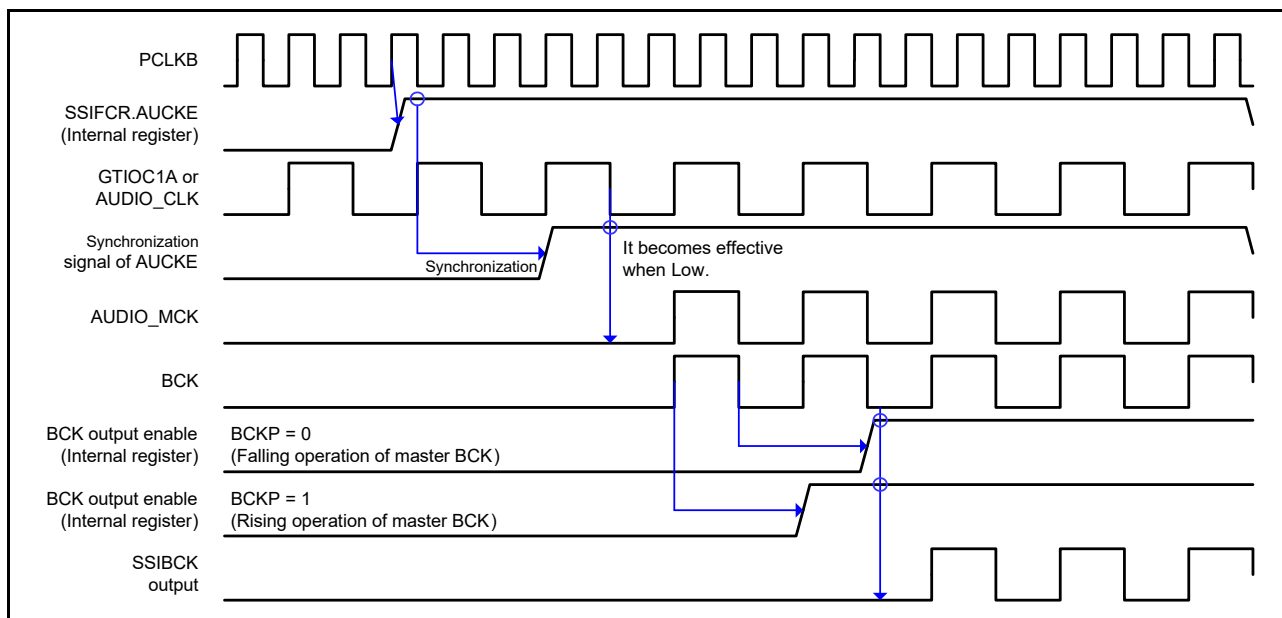 PCLKB
SSIFCR.AUCKE
(Internal register)
GTIOC1A or
AUDIO_CLK
Synchronization
signal of AUCKE
Synchronization
It becomes effective
when Low.
AUDIO_MCK
BCK
BCK output enable
(Internal register)
BCKP = 0
(Falling operation of master BCK)
BCK output enable
(Internal register)
BCKP = 1
(Rising operation of master BCK)
SSIBCK
output